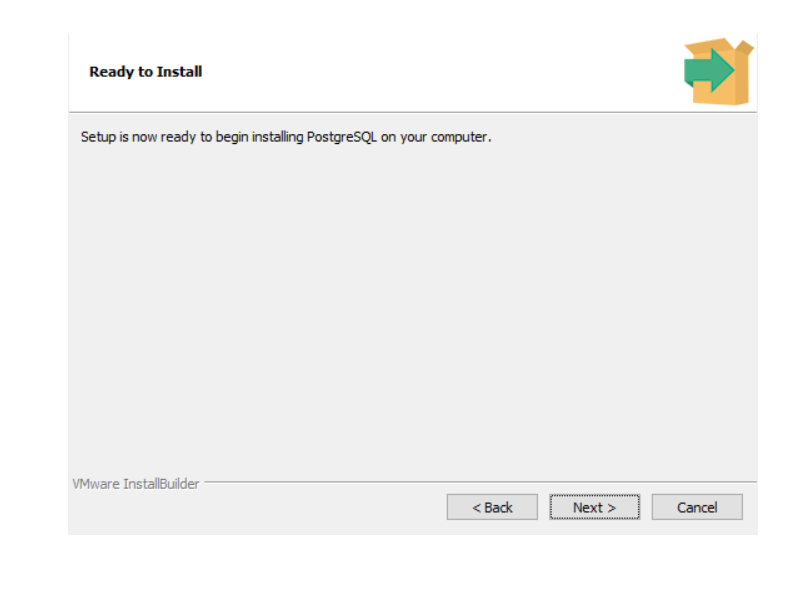 Ready to Install
Setup is now ready to begin installing PostgreSQL on your computer.
VMware InstallBuilder
< Back
Next >
Cancel